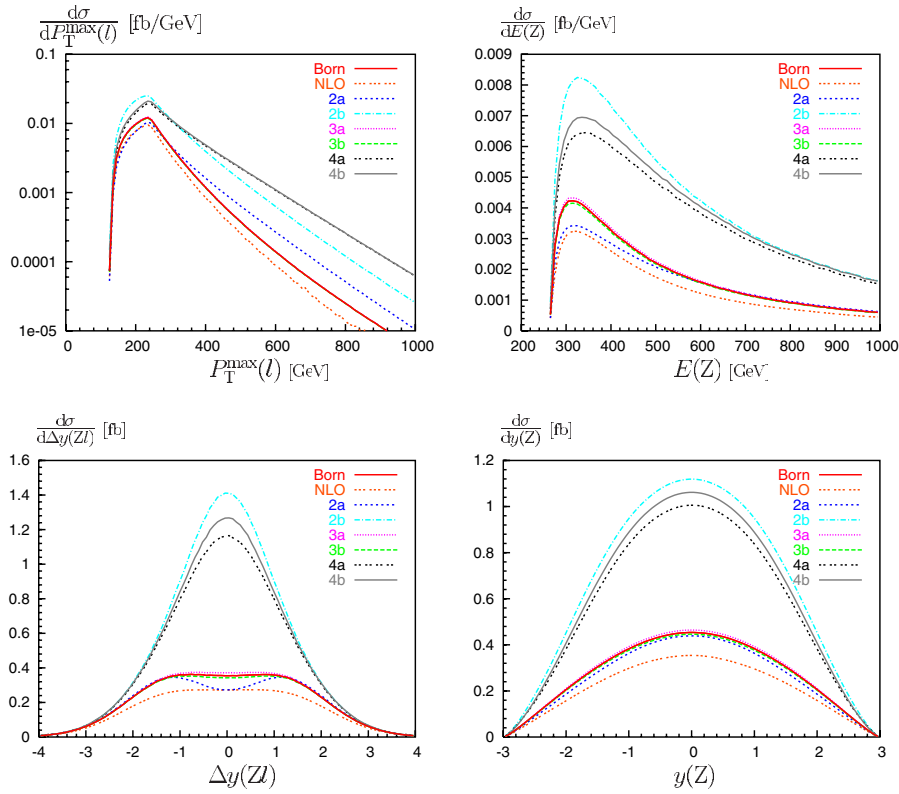 dσ/dP_T^max(l) [fb/GeV]
0.1
0.01
0.001
0.0001
1e-05
0 200 400 600 800 1000
P_T^max(l) [GeV]
Born
NLO
2a
2b
3a
3b
4a
4b
dσ/dE(Z) [fb/GeV]
0.009
0.008
0.007
0.006
0.005
0.004
0.003
0.002
0.001
0
200 300 400 500 600 700 800 900 1000
E(Z) [GeV]
Born
NLO
2a
2b
3a
3b
4a
4b
dσ/dΔy(Zl) [fb]
1.6
1.4
1.2
1
0.8
0.6
0.4
0.2
0
-4 -3 -2 -1 0 1 2 3 4
Δy(Zl)
Born
NLO
2a
2b
3a
3b
4a
4b
dσ/dy(Z) [fb]
1.2
1
0.8
0.6
0.4
0.2
0
-3 -2 -1 0 1 2 3
y(Z)
Born
NLO
2a
2b
3a
3b
4a
4b